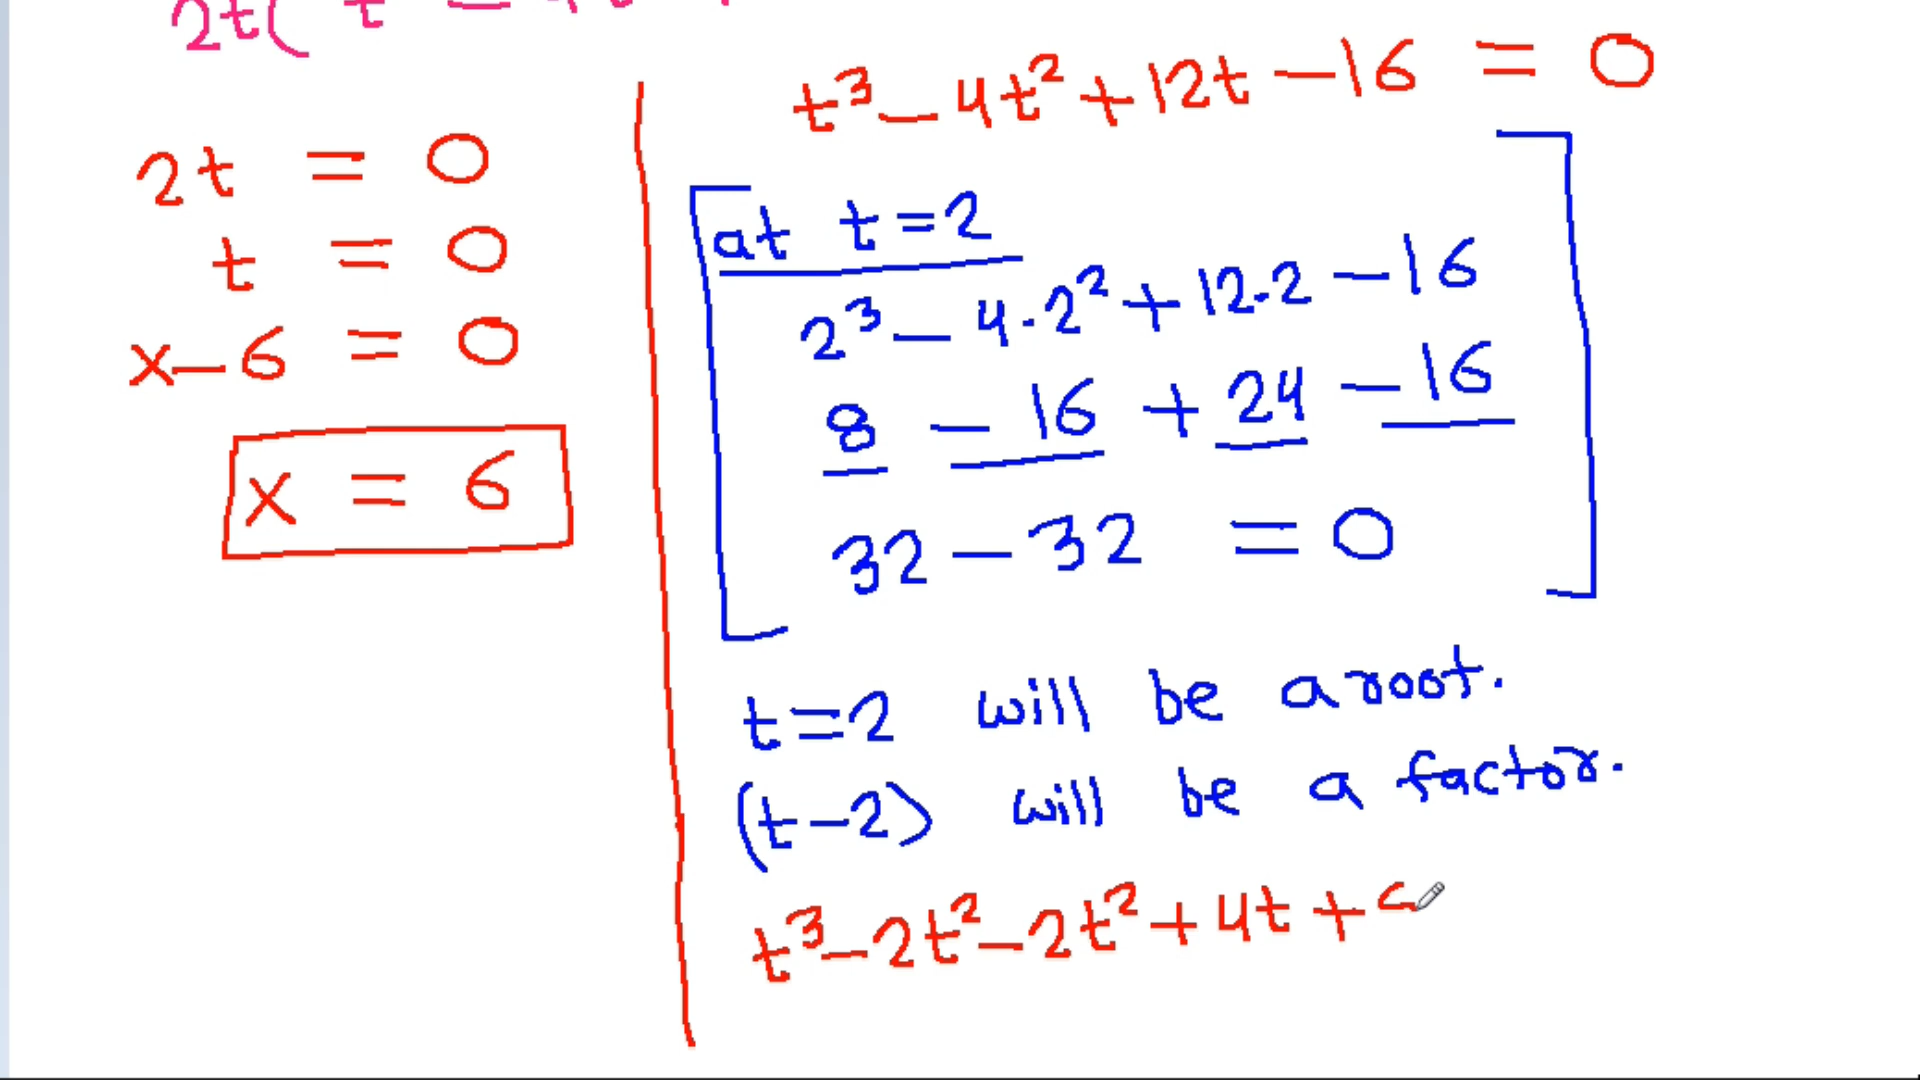 2t(
2t = 0
t = 0
x-6 = 0
x = 6
t³-4t²+12t-16 = 0
at t=2
2³-4·2²+12·2-16
8 - 16 + 24 - 16
32-32 = 0
t=2 will be a root.
(t-2) will be a factor.
t³-2t²-2t²+4t+